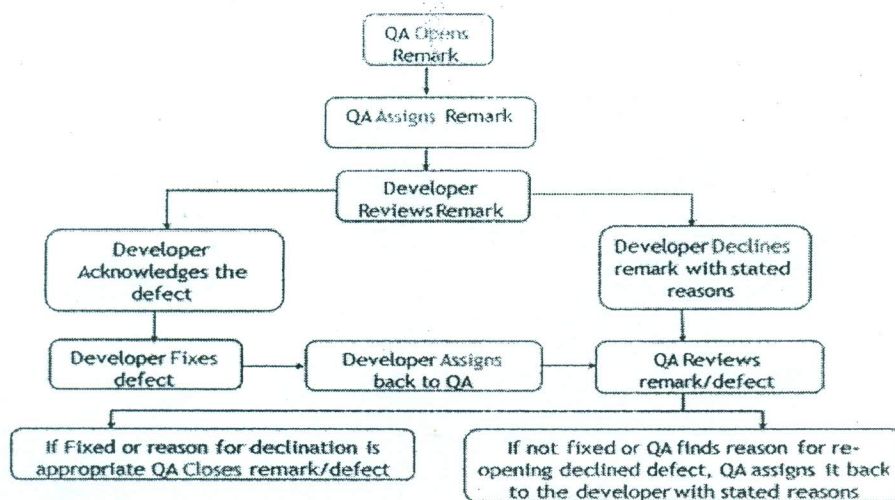 QA Opens
Remark
QA Assigns Remark
Developer
Reviews Remark
Developer
Acknowledges the
defect
Developer Declines
remark with stated
reasons
Developer Fixes
defect
Developer Assigns
back to QA
QA Reviews
remark/defect
If Fixed or reason for declination is
appropriate QA Closes remark/defect
If not fixed or QA finds reason for re-
opening declined defect, QA assigns it back
to the developer with stated reasons